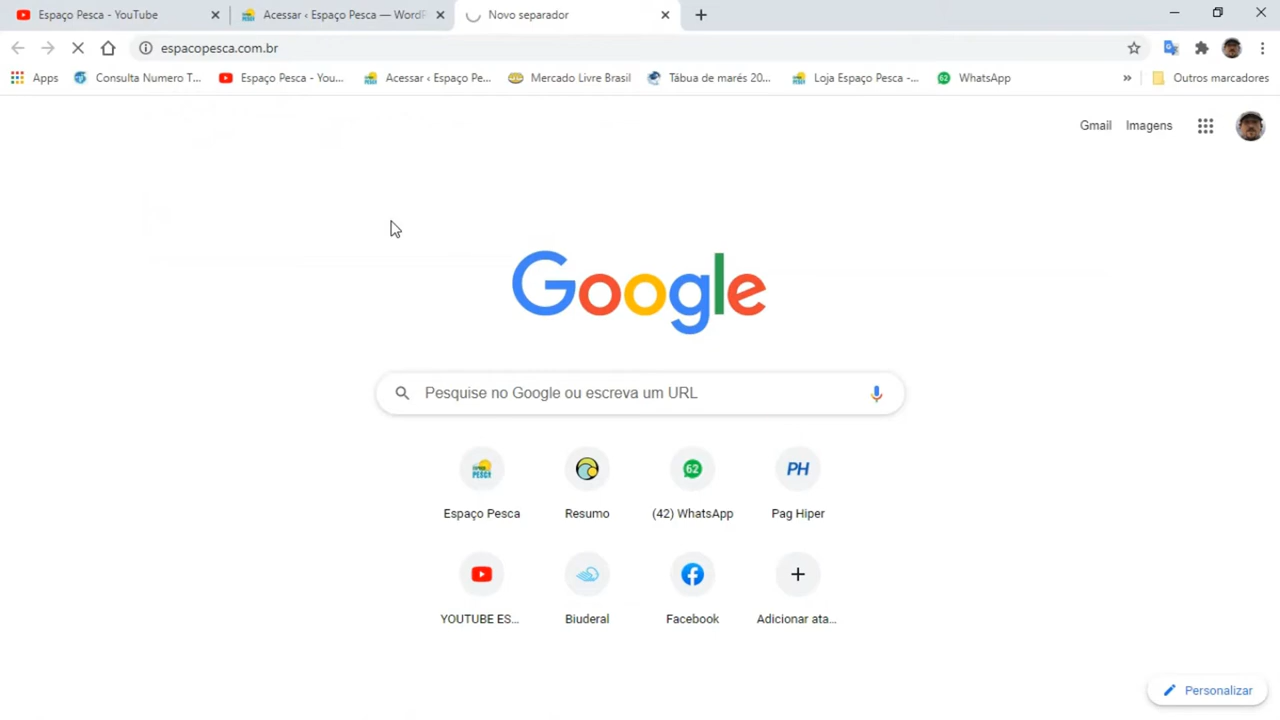 Espaço Pesca - YouTube
Acessar ‹ Espaço Pesca — WordP
Novo separador
espacopesca.com.br
Apps
Consulta Numero T...
Espaço Pesca - You...
Acessar ‹ Espaço Pe...
Mercado Livre Brasil
Tábua de marés 20...
Loja Espaço Pesca -...
62
WhatsApp
»
Outros marcadores
Gmail
Imagens
Google
Pesquise no Google ou escreva um URL
62
PH
Espaço Pesca
Resumo
(42) WhatsApp
Pag Hiper
YOUTUBE ES...
Biuderal
Facebook
Adicionar ata...
Personalizar